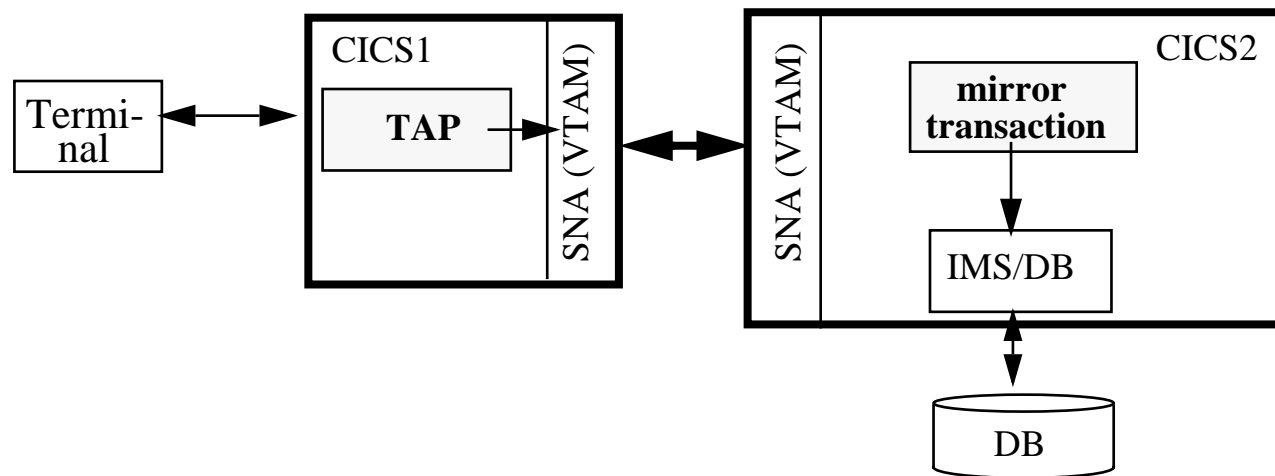 CICS1
CICS2
Termi-
nal
TAP
SNA (VTAM)
SNA (VTAM)
mirror
transaction
IMS/DB
DB